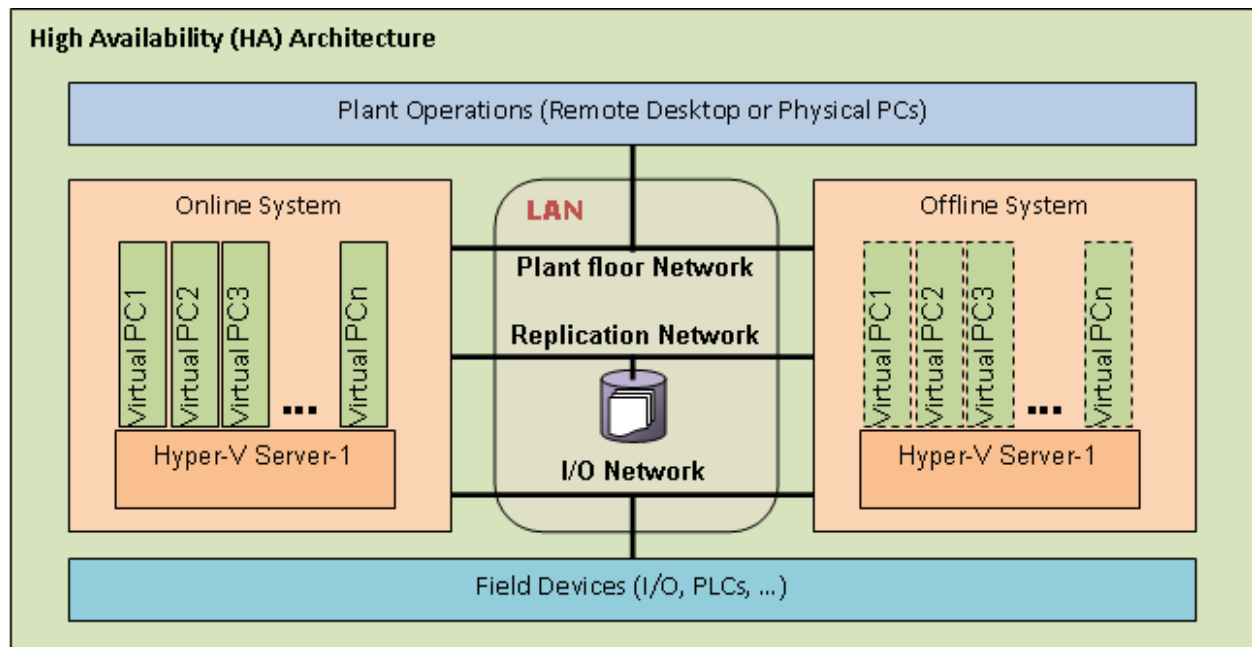 High Availability (HA) Architecture
Plant Operations (Remote Desktop or Physical PCs)
Online System
Virtual PC1
Virtual PC2
Virtual PC3
...
Virtual PCn
Hyper-V Server-1
LAN
Plant floor Network
Replication Network
I/O Network
Offline System
Virtual PC1
Virtual PC2
Virtual PC3
...
Virtual PCn
Hyper-V Server-1
Field Devices (I/O, PLCs, ...)